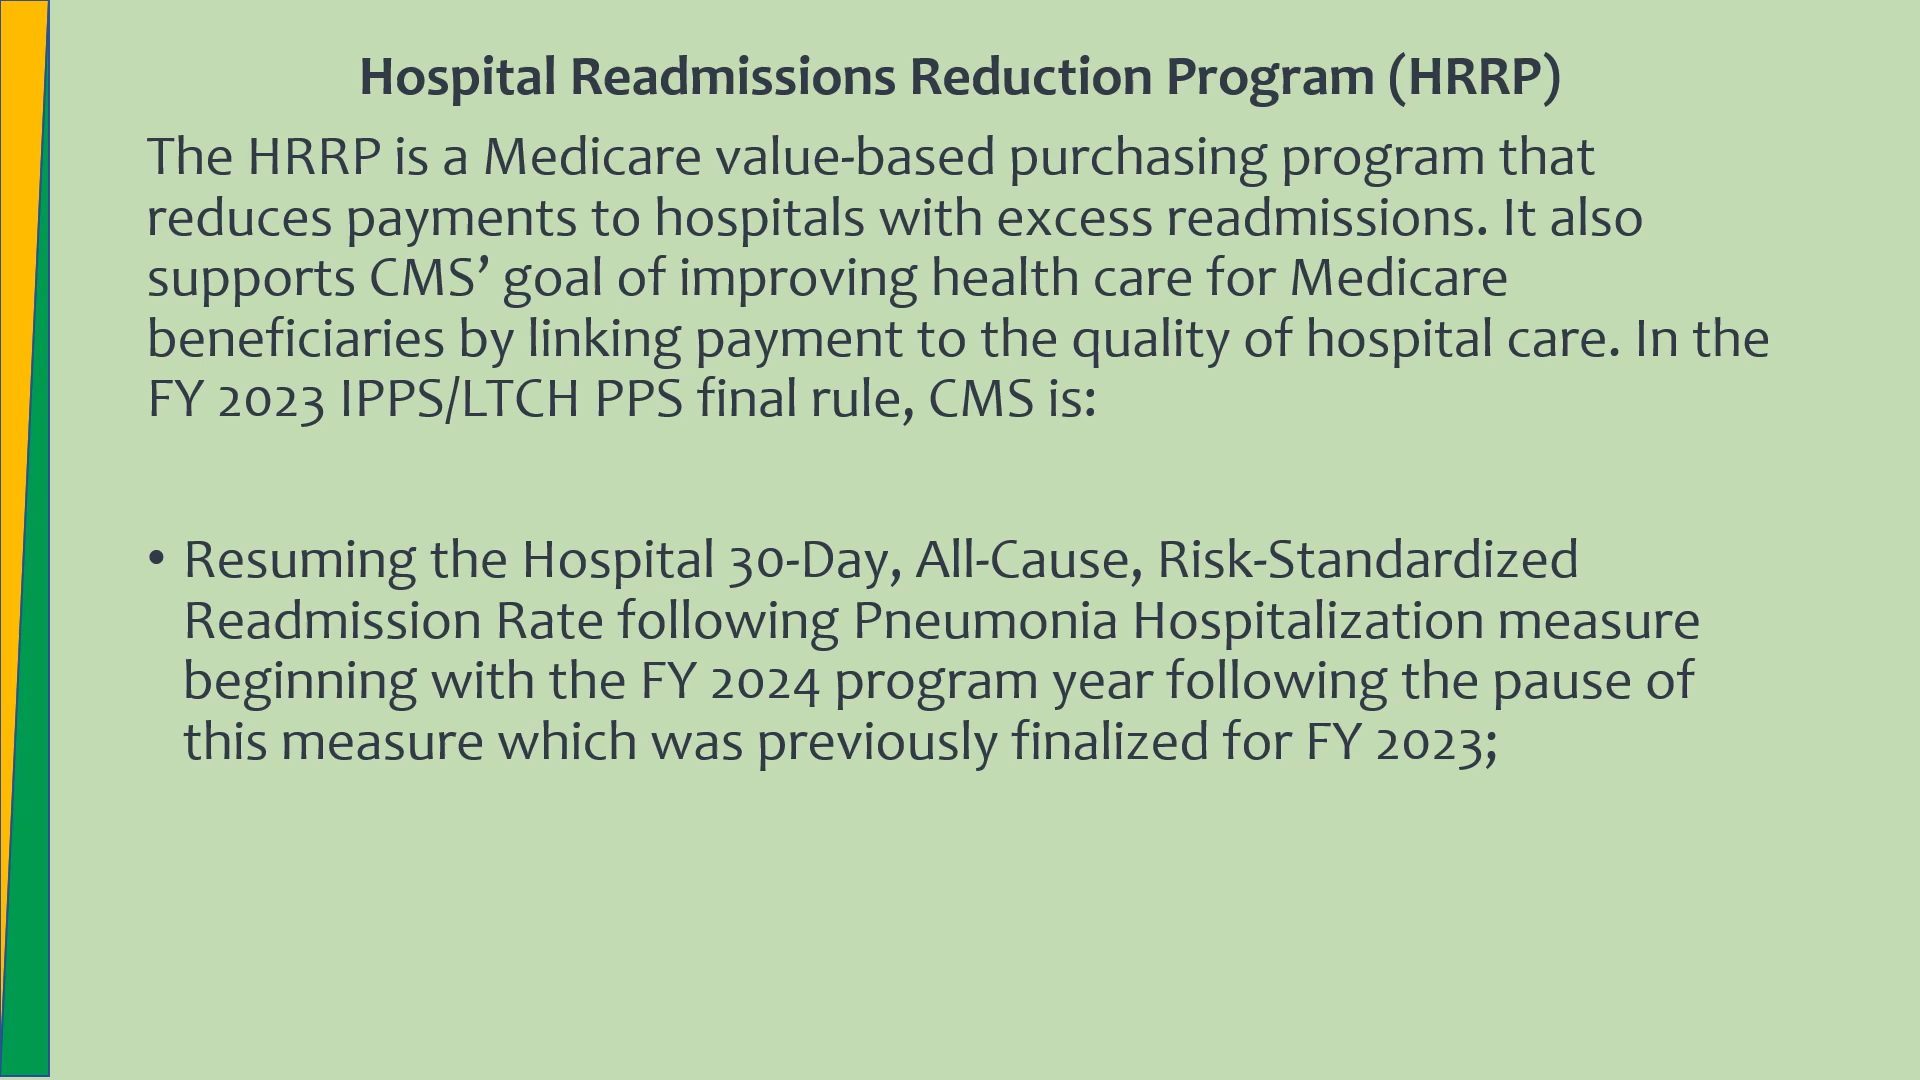 Hospital Readmissions Reduction Program (HRRP)
The HRRP is a Medicare value-based purchasing program that
reduces payments to hospitals with excess readmissions. It also
supports CMS’ goal of improving health care for Medicare
beneficiaries by linking payment to the quality of hospital care. In the
FY 2023 IPPS/LTCH PPS final rule, CMS is:
• Resuming the Hospital 30-Day, All-Cause, Risk-Standardized
Readmission Rate following Pneumonia Hospitalization measure
beginning with the FY 2024 program year following the pause of
this measure which was previously finalized for FY 2023;